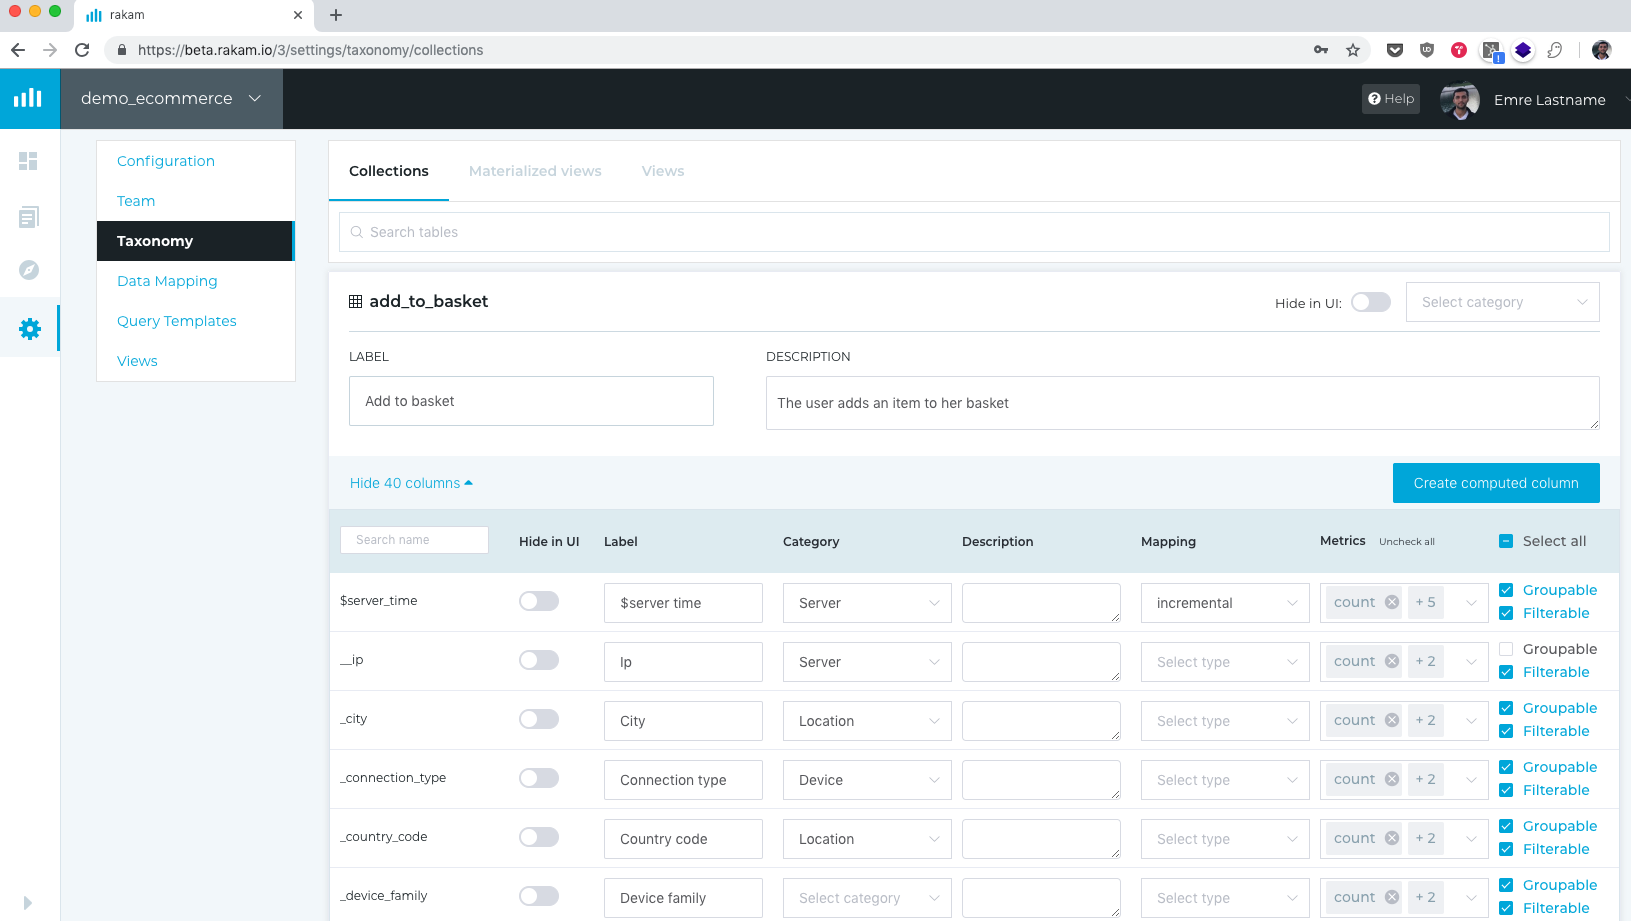 rakam
https://beta.rakam.io/3/settings/taxonomy/collections
demo_ecommerce
Help
Emre Lastname
Configuration
Team
Taxonomy
Data Mapping
Query Templates
Views
Collections Materialized views Views
Search tables
add_to_basket
Hide in UI:
Select category
LABEL
DESCRIPTION
Add to basket
The user adds an item to her basket
Hide 40 columns
Create computed column
Search name Hide in UI Label Category Description Mapping Metrics Uncheck all Select all
$server_time $server time Server incremental count + 5 Groupable
Filterable
__ip Ip Server Select type count + 2 Groupable
Filterable
_city City Location Select type count + 2 Groupable
Filterable
_connection_type Connection type Device Select type count + 2 Groupable
Filterable
_country_code Country code Location Select type count + 2 Groupable
Filterable
_device_family Device family Select category Select type count + 2 Groupable
Filterable